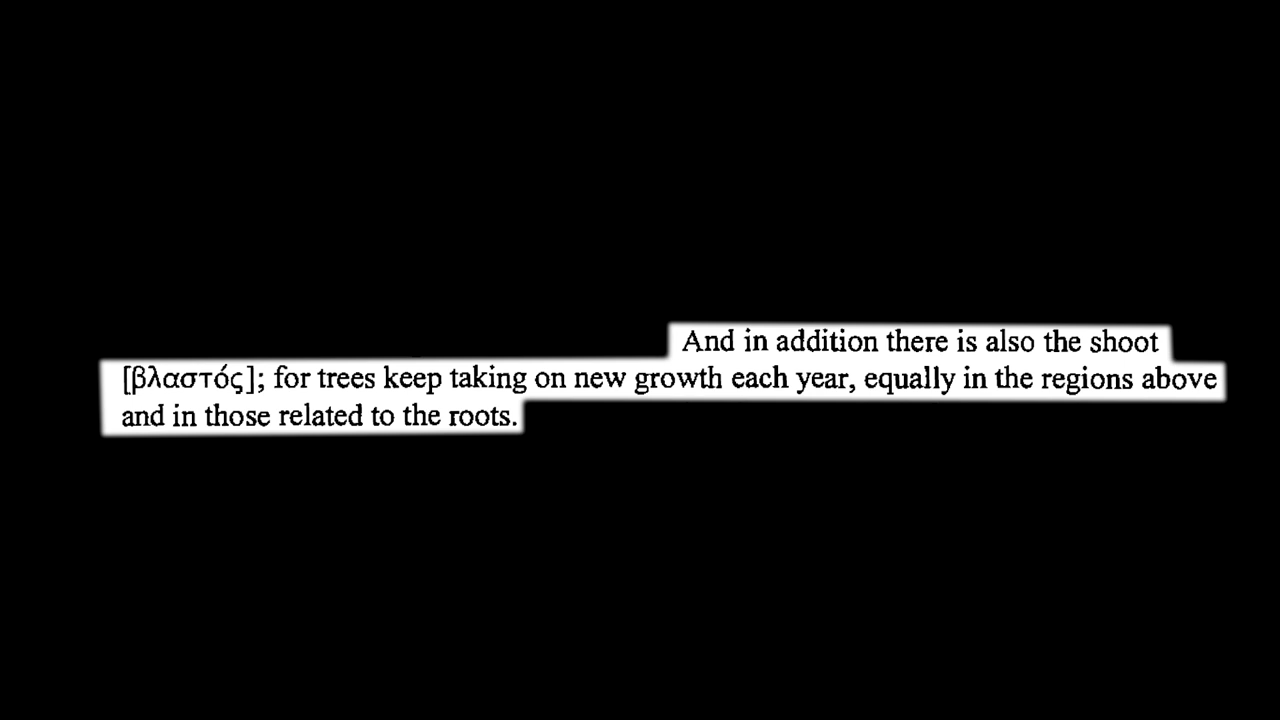 And in addition there is also the shoot
[βλαστός]; for trees keep taking on new growth each year, equally in the regions above
and in those related to the roots.